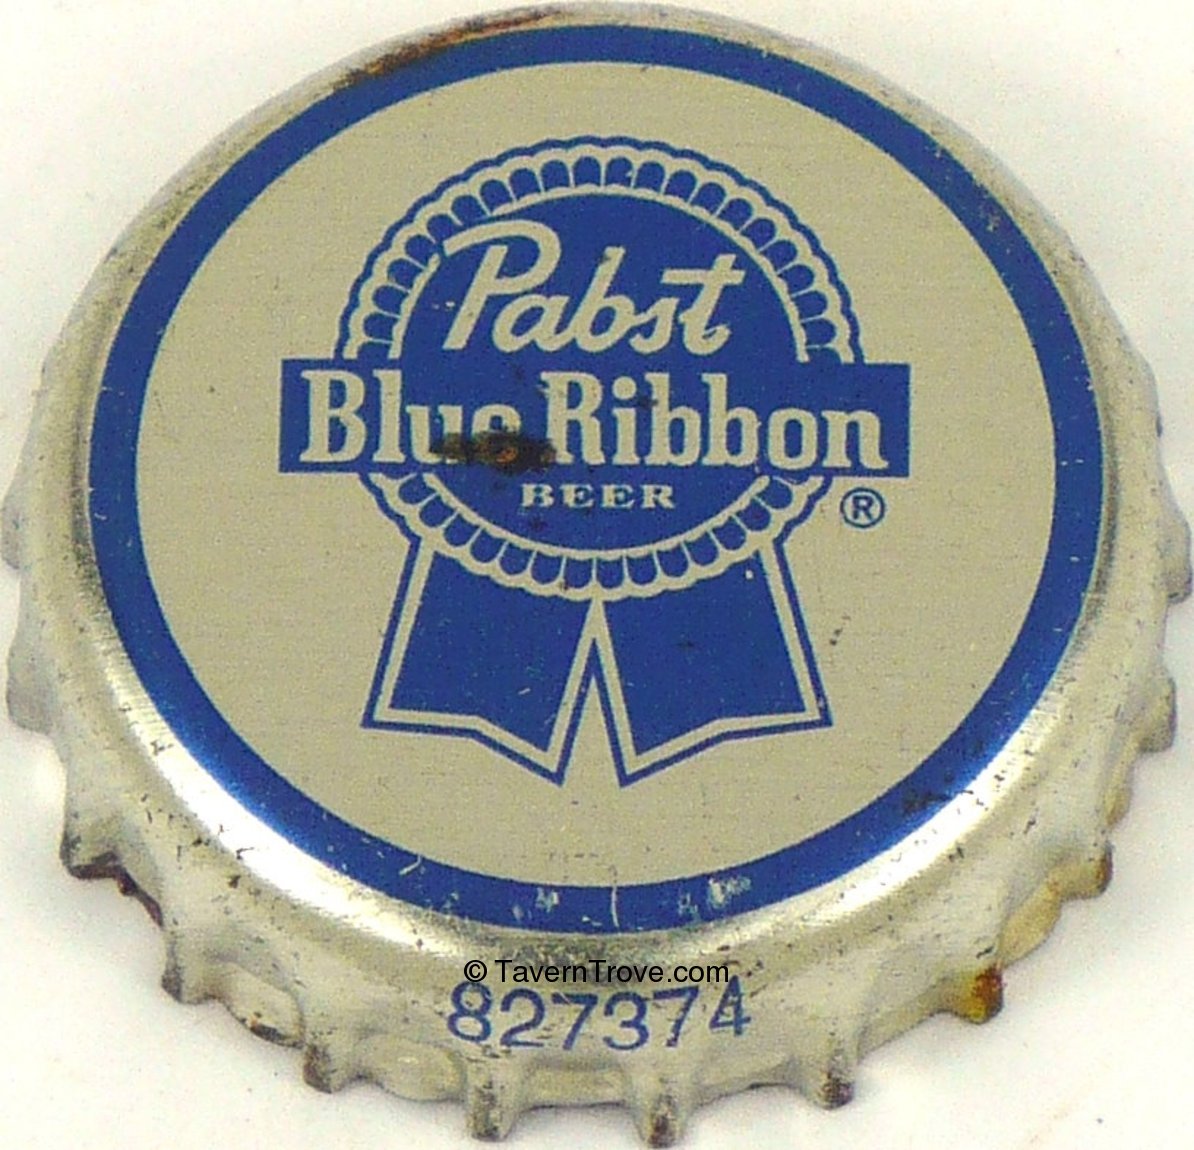 Pabst
Blue Ribbon
BEER
®
© TavernTrove.com
827374